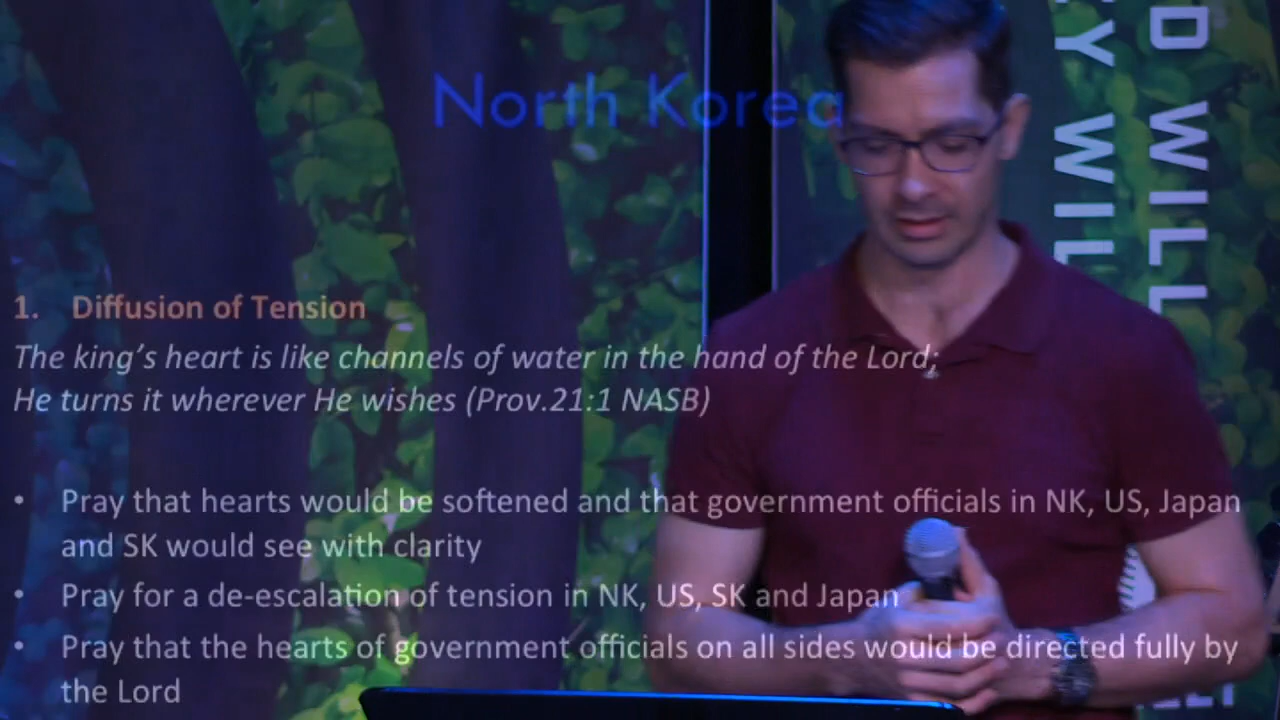 North Korea
1. Diffusion of Tension
The king's heart is like channels of water in the hand of the Lord;
He turns it wherever He wishes (Prov.21:1 NASB)
• Pray that hearts would be softened and that government officials in NK, US, Japan
and SK would see with clarity
• Pray for a de-escalation of tension in NK, US, SK and Japan
• Pray that the hearts of government officials on all sides would be directed fully by
the Lord
D WILL
Y WIL